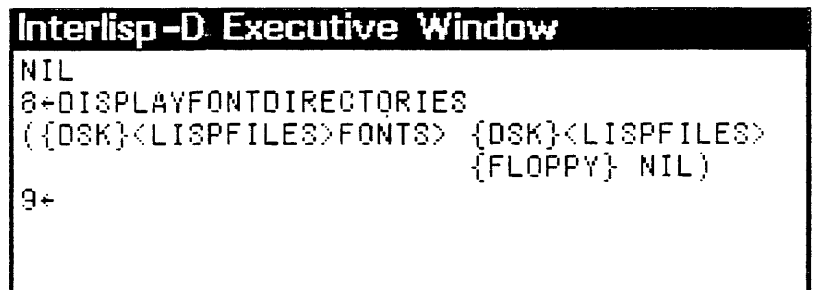 Interlisp-D Executive Window
NIL
8←DISPLAYFONTDIRECTORIES
({DSK}<LISPFILES>FONTS> {DSK}<LISPFILES>
{FLOPPY} NIL)
9←